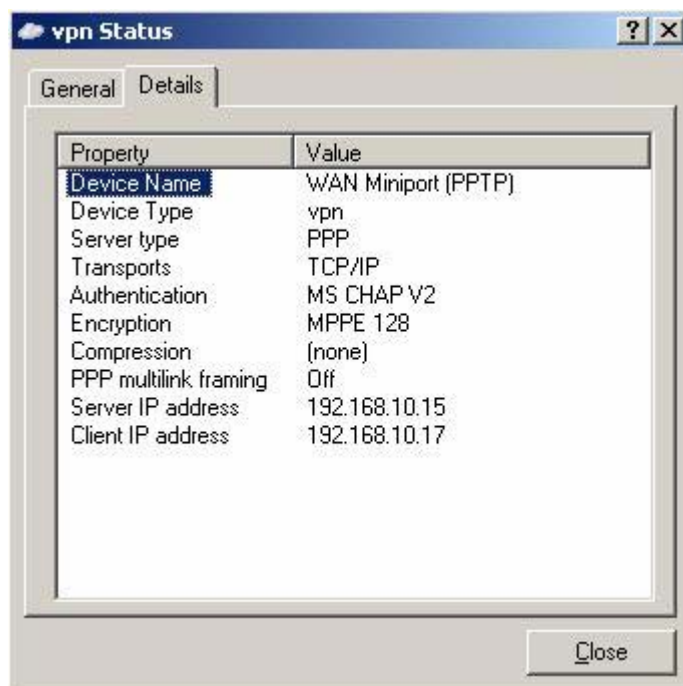 vpn Status
General Details
Property Value
Device Name WAN Miniport (PPTP)
Device Type vpn
Server type PPP
Transports TCP/IP
Authentication MS CHAP V2
Encryption MPPE 128
Compression (none)
PPP multilink framing Off
Server IP address 192.168.10.15
Client IP address 192.168.10.17
Close